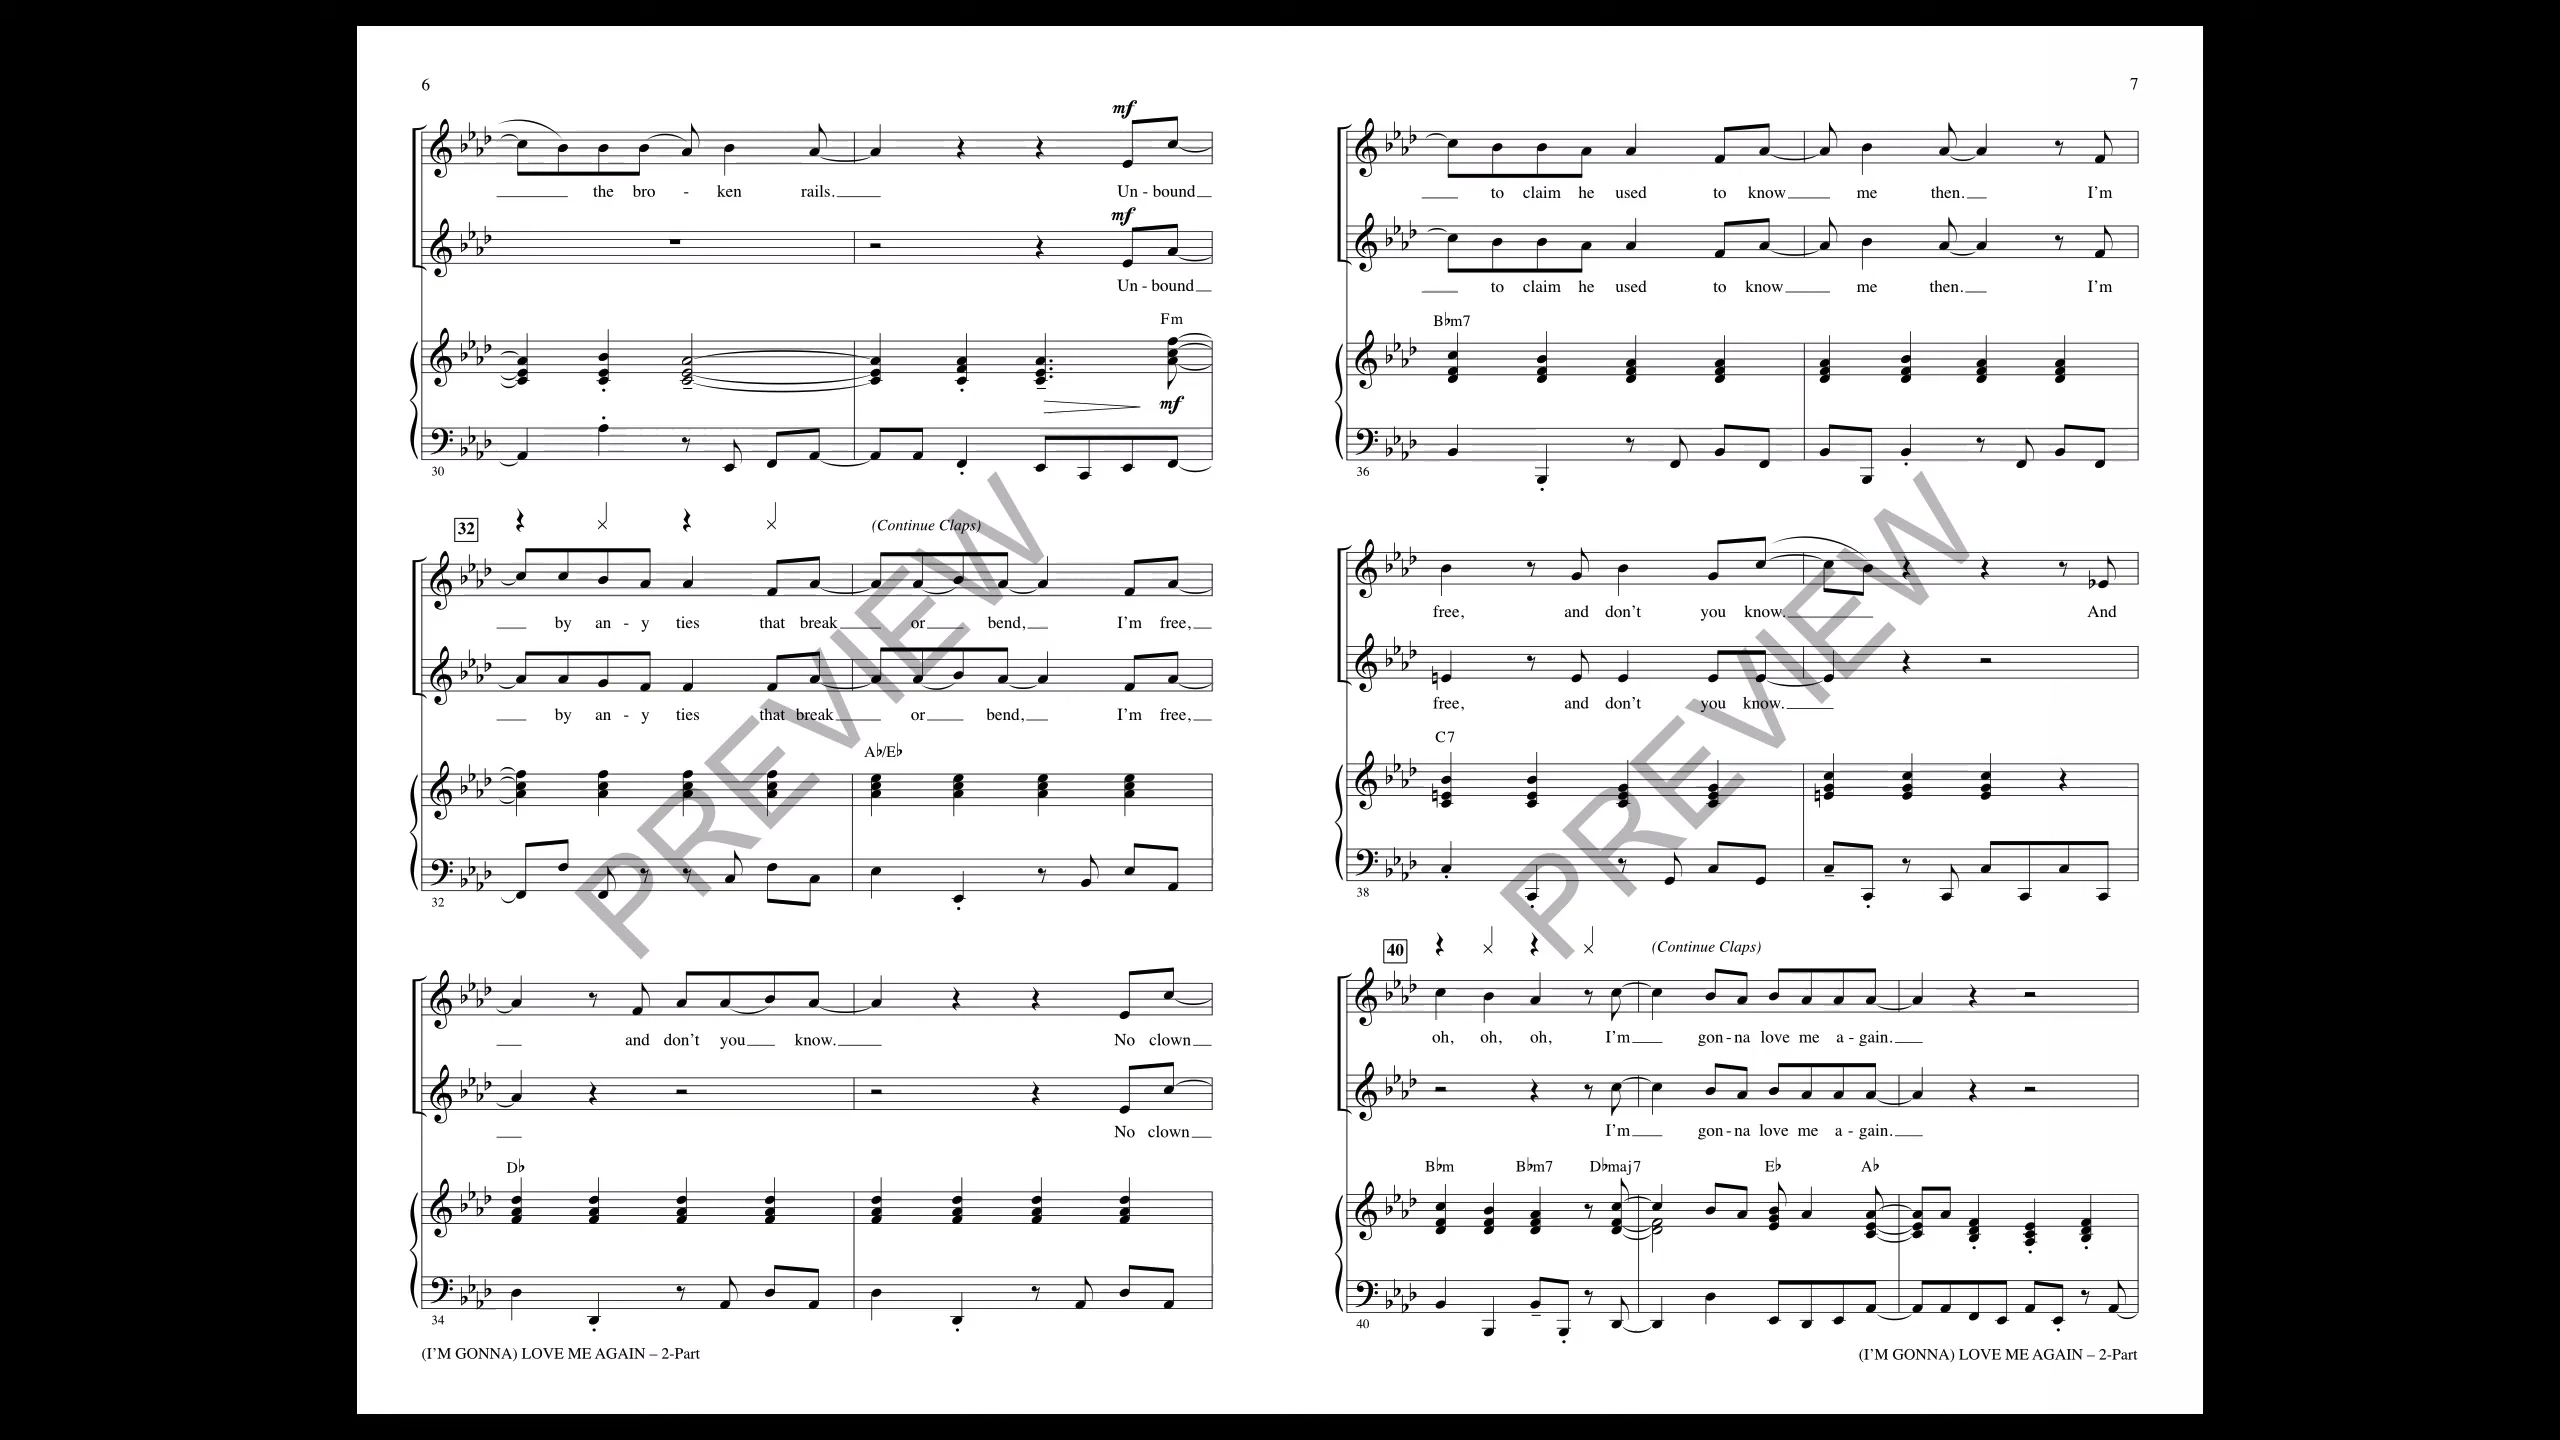 6
mf
the bro - ken rails.
mf
Un - bound
Un - bound
Fm
mf
30
32
(Continue Claps)
by an - y ties that break or bend, I'm free,
by an - y ties that break or bend, I'm free,
A♭/E♭
32
and don't you know. No clown
No clown
D♭
34
(I'M GONNA) LOVE ME AGAIN – 2-Part
PREVIEW
7
to claim he used to know me then. I'm
to claim he used to know me then. I'm
B♭m7
36
free, and don't you know. And
free, and don't you know.
C7
38
40
(Continue Claps)
oh, oh, oh, I'm gon - na love me a - gain.
I'm gon - na love me a - gain.
B♭m B♭m7 D♭maj7 E♭ A♭
40
(I'M GONNA) LOVE ME AGAIN – 2-Part
PREVIEW